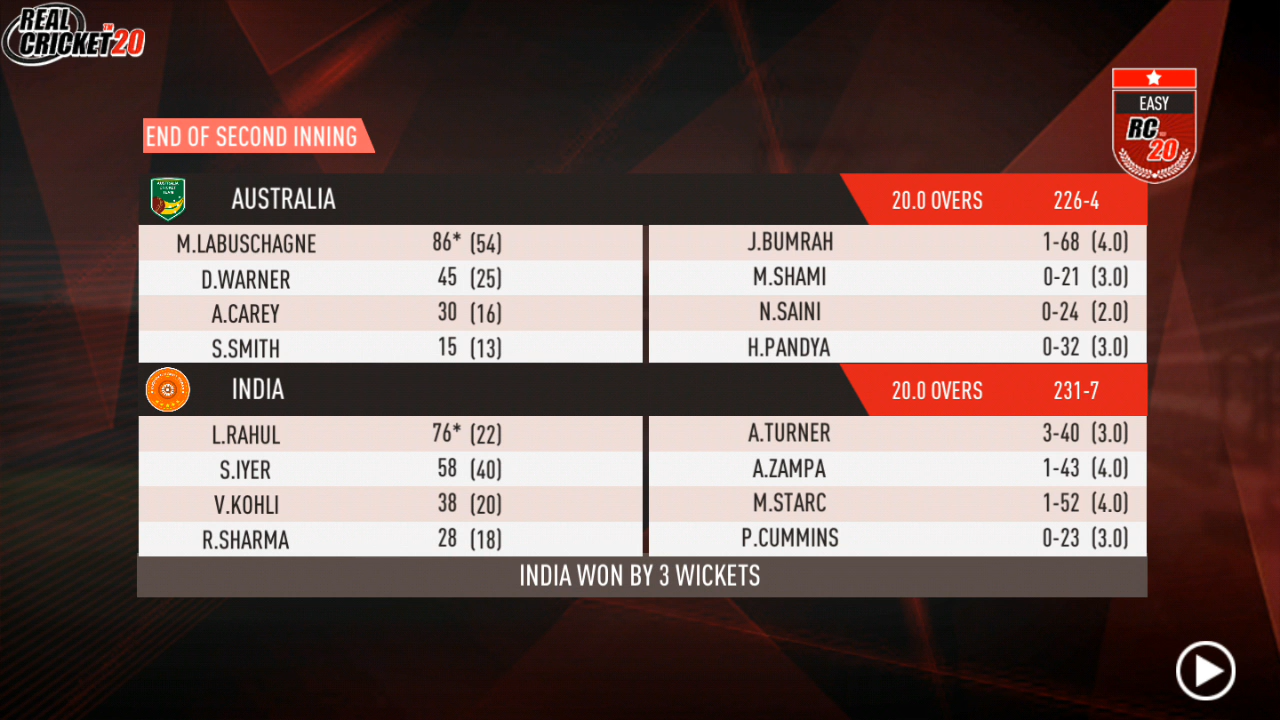 REAL
CRICKET™20
EASY
RC™
20
END OF SECOND INNING
AUSTRALIA 20.0 OVERS 226-4
M.LABUSCHAGNE 86* (54) J.BUMRAH 1-68 (4.0)
D.WARNER 45 (25) M.SHAMI 0-21 (3.0)
A.CAREY 30 (16) N.SAINI 0-24 (2.0)
S.SMITH 15 (13) H.PANDYA 0-32 (3.0)
INDIA 20.0 OVERS 231-7
L.RAHUL 76* (22) A.TURNER 3-40 (3.0)
S.IYER 58 (40) A.ZAMPA 1-43 (4.0)
V.KOHLI 38 (20) M.STARC 1-52 (4.0)
R.SHARMA 28 (18) P.CUMMINS 0-23 (3.0)
INDIA WON BY 3 WICKETS